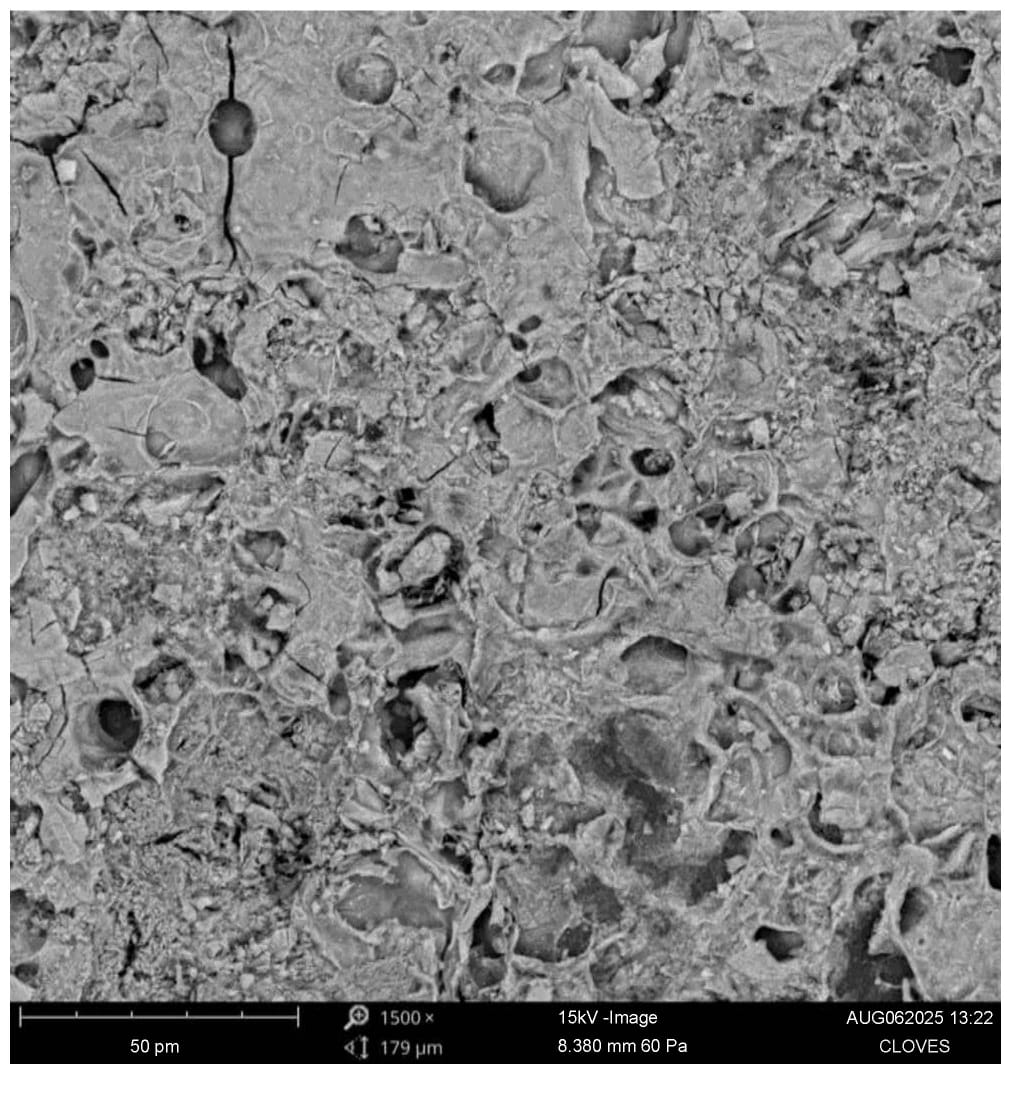 1500 ×
15kV -Image
AUG062025 13:22
50 pm
179 µm
8.380 mm 60 Pa
CLOVES